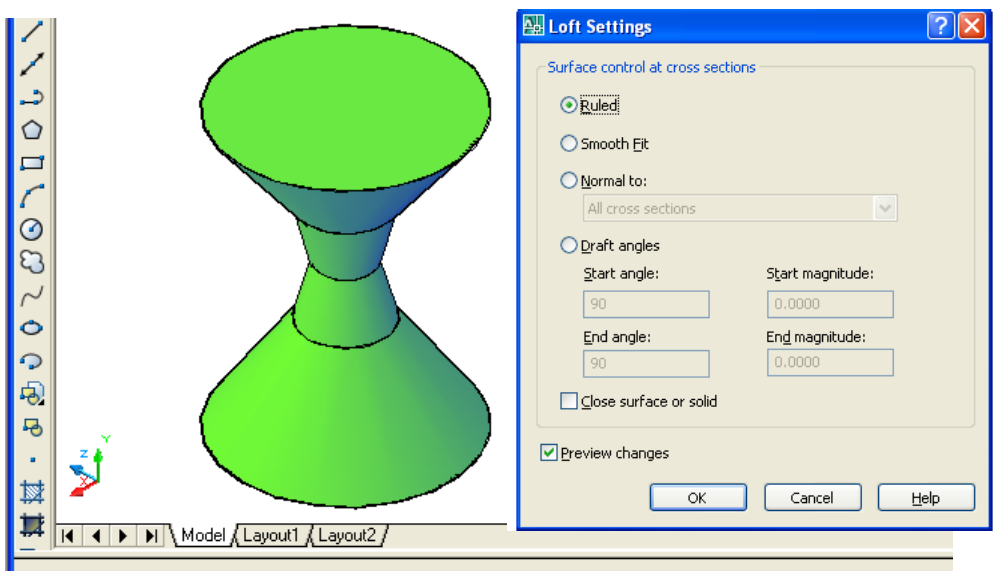 Loft Settings
Surface control at cross sections
Ruled
Smooth Fit
Normal to:
All cross sections
Draft angles
Start angle: Start magnitude:
90 0.0000
End angle: End magnitude:
90 0.0000
Close surface or solid
Preview changes
OK Cancel Help
Y
Z
X
Model Layout1 Layout2